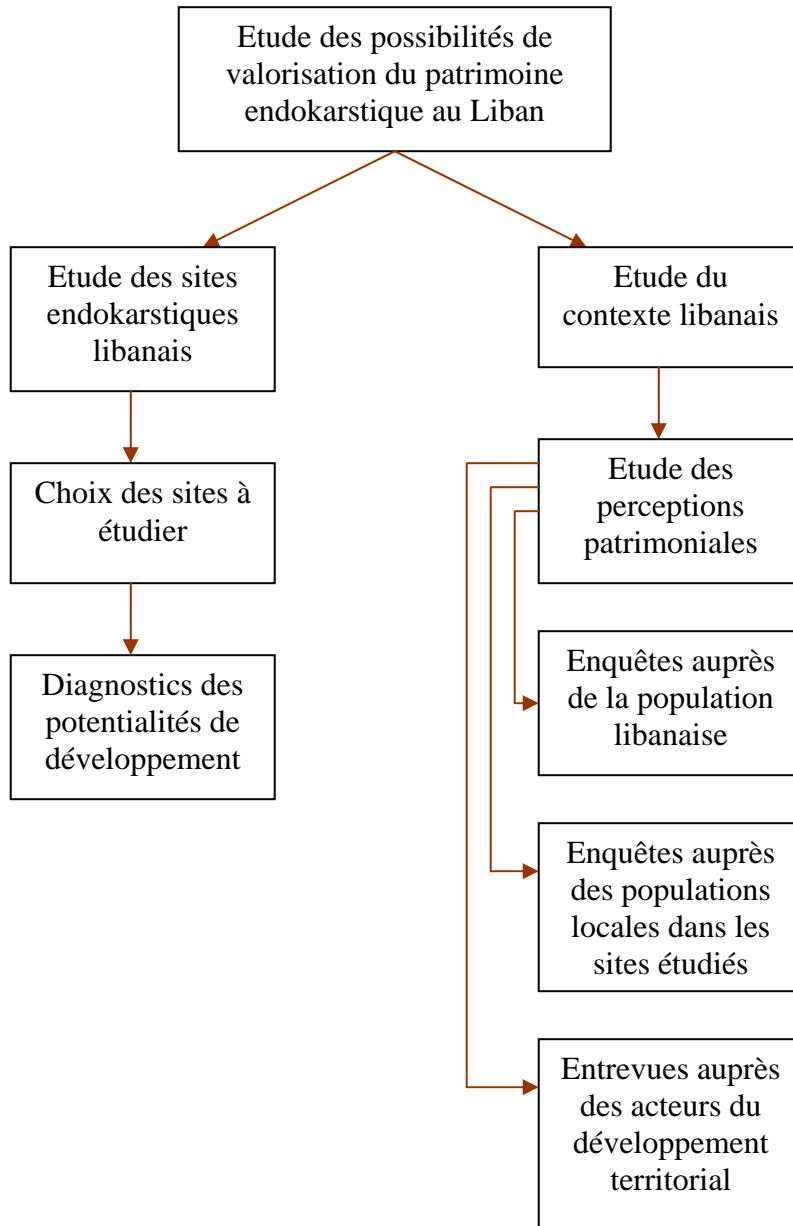 Etude des possibilités de
valorisation du patrimoine
endokarstique au Liban
Etude des sites
endokarstiques
libanais
Choix des sites à
étudier
Diagnostics des
potentialités de
développement
Etude du
contexte libanais
Etude des
perceptions
patrimoniales
Enquêtes auprès
de la population
libanaise
Enquêtes auprès
des populations
locales dans les
sites étudiés
Entrevues auprès
des acteurs du
développement
territorial